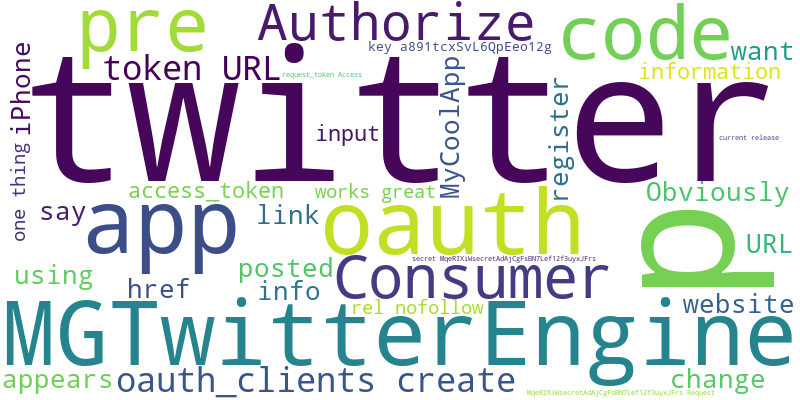 pre
Authorize
code
key a891tcxSvL6QpEeo12g
want
token URL
request_token Access
information
iPhone
twitter
input
MyCoolApp
register
current release
one thing
access_token
works great
Obviously
say
app
link
oauth
p
URL
secret MqeRIXiWsecretAdAjCgFsBN7Lef12f3uyxJFrs
using
posted
Consumer
href
info
rel nofollow
website
MGTwitterEngine
appears
oauth_clients create
change
MqeRIXiWsecretAdAjCgFsBN7Lef12f3uyxJFrs Request